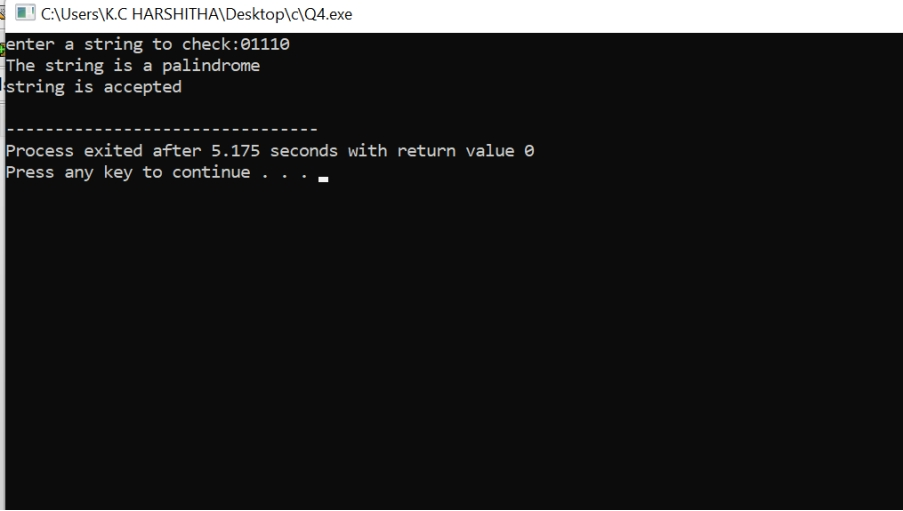 C:\Users\K.C HARSHITHA\Desktop\c\Q4.exe
enter a string to check:01110
The string is a palindrome
string is accepted
--------------------------------
Process exited after 5.175 seconds with return value 0
Press any key to continue . . .